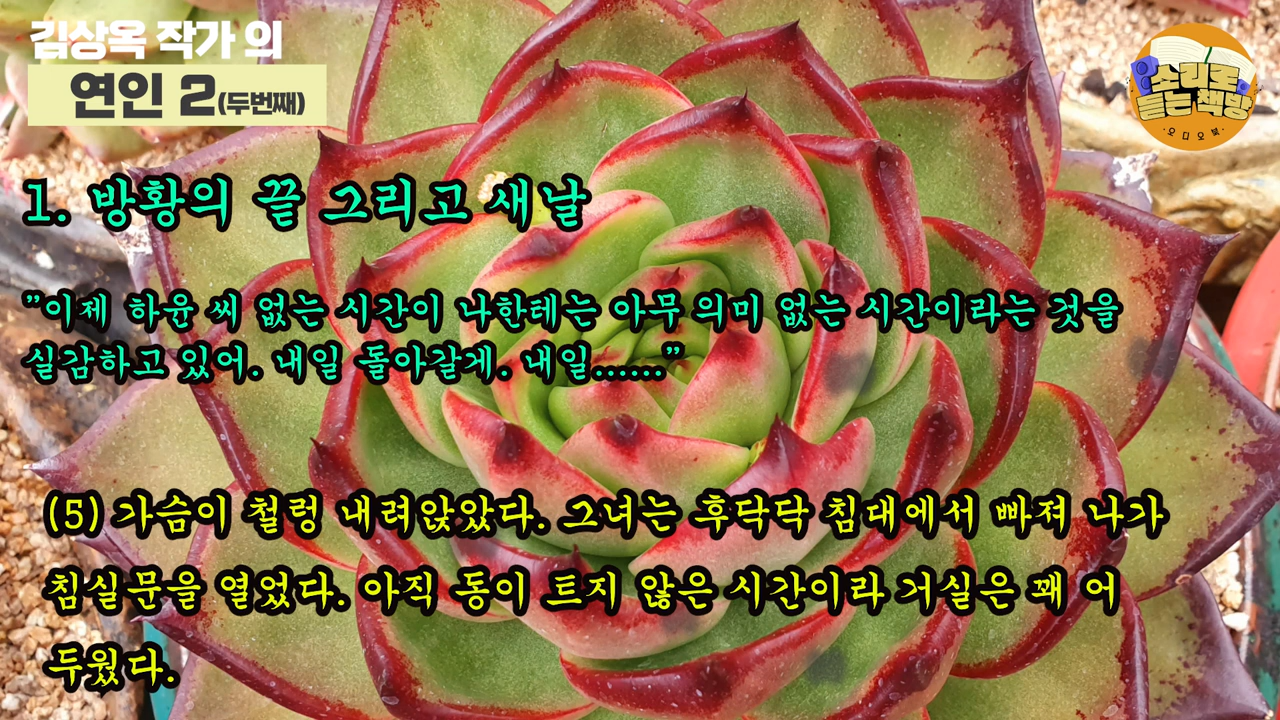 김상옥 작가 의
연인 2(두번째)
소리로
듣는 책방
·오디오북·
1. 방황의 끝 그리고 새날
"이제 하윤 씨 없는 시간이 나한테는 아무 의미 없는 시간이라는 것을
실감하고 있어. 내일 돌아갈게. 내일......"
(5) 가슴이 철렁 내려앉았다. 그녀는 후닥닥 침대에서 빠져 나가
침실문을 열었다. 아직 동이 트지 않은 시간이라 거실은 꽤 어
두웠다.